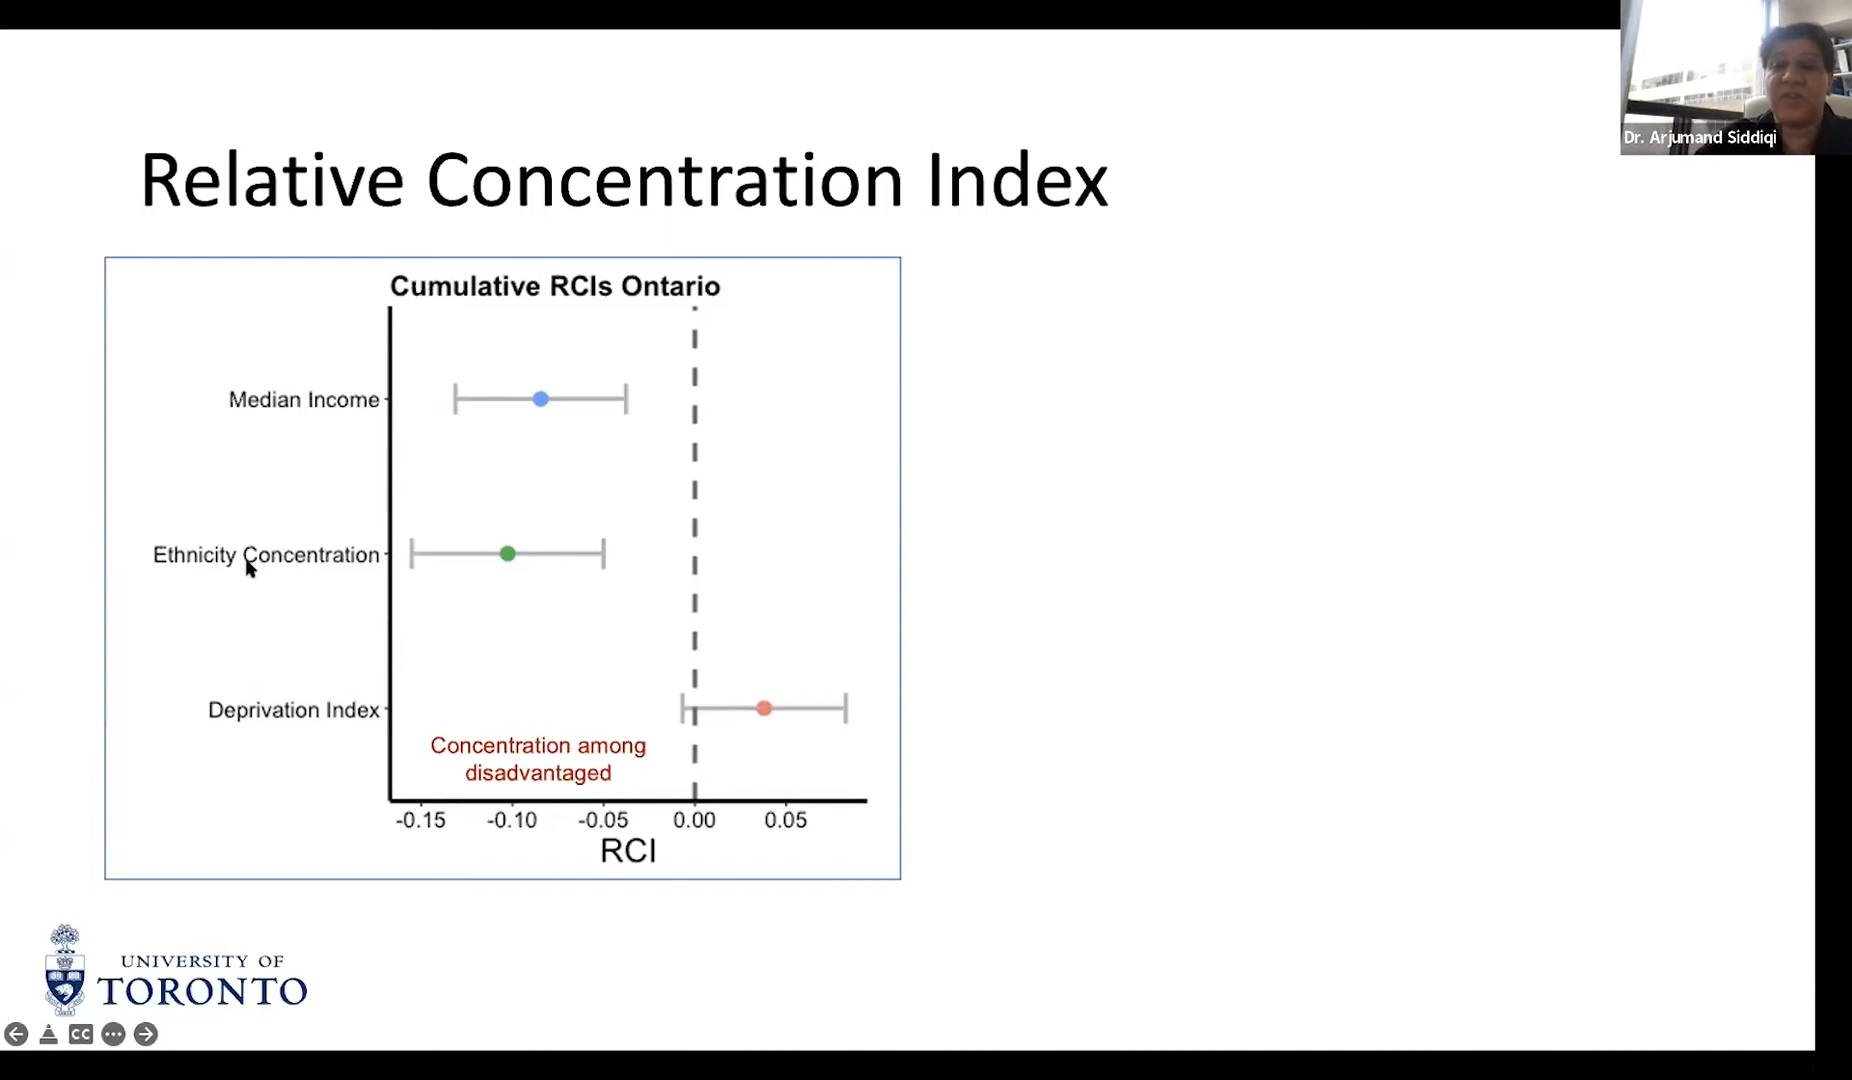 Dr. Arjumand Siddiqi
Relative Concentration Index
Cumulative RCIs Ontario
Median Income
Ethnicity Concentration
Deprivation Index
Concentration among
disadvantaged
-0.15 -0.10 -0.05 0.00 0.05
RCI
UNIVERSITY OF
TORONTO
CC